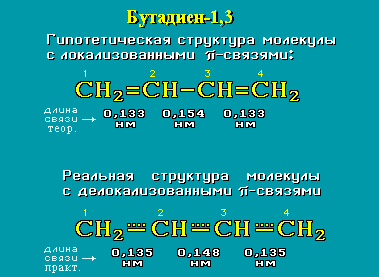 Бутадиен-1,3
Гипотетическая структура молекулы
с локализованными π-связями:
1 2 3 4
CH₂=CH–CH=CH₂
длина связи теор. → 0,133 нм 0,154 нм 0,133 нм
Реальная структура молекулы
с делокализованными π-связями
1 2 3 4
CH₂⩶CH⩶CH⩶CH₂
длина связи практ. → 0,135 нм 0,148 нм 0,135 нм